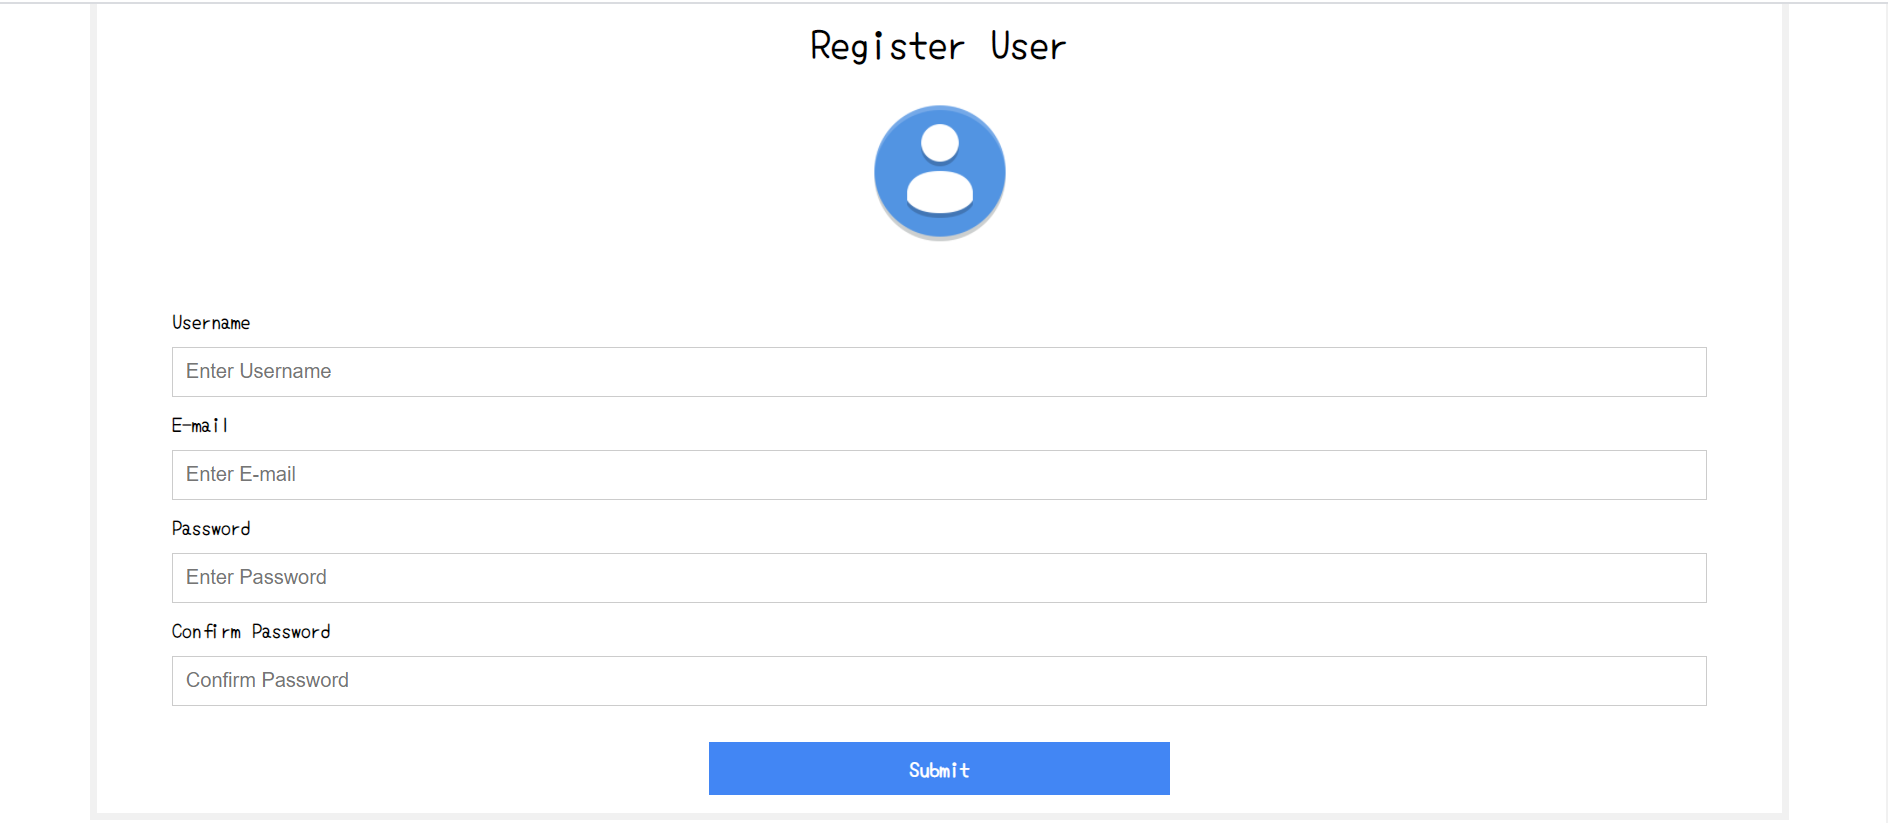 Register User
Username
Enter Username
E-mail
Enter E-mail
Password
Enter Password
Confirm Password
Confirm Password
Submit